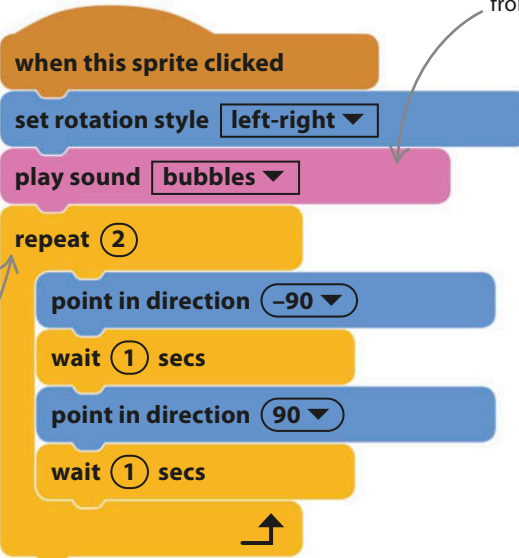 when this sprite clicked
set rotation style left-right
play sound bubbles
repeat 2
point in direction –90
wait 1 secs
point in direction 90
wait 1 secs